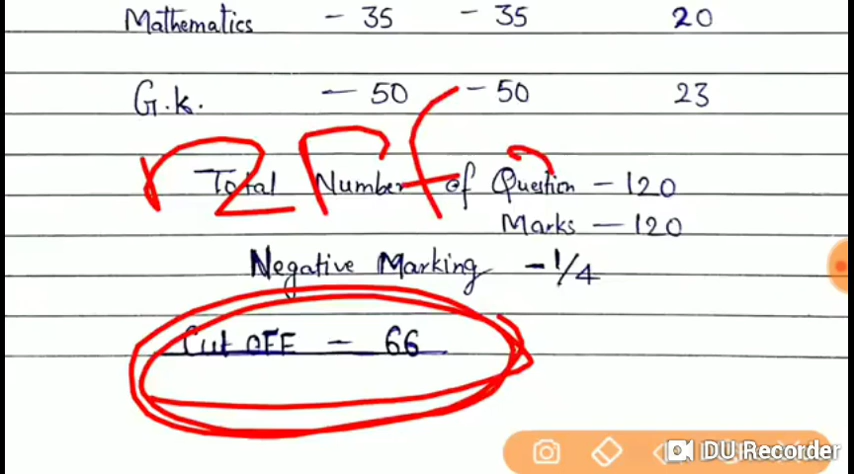 Mathematics - 35 - 35 20
G.k. - 50 - 50 23
Total Number of Question - 120
Marks - 120
Negative Marking - 1/4
Cut OFF - 66
DU Recorder